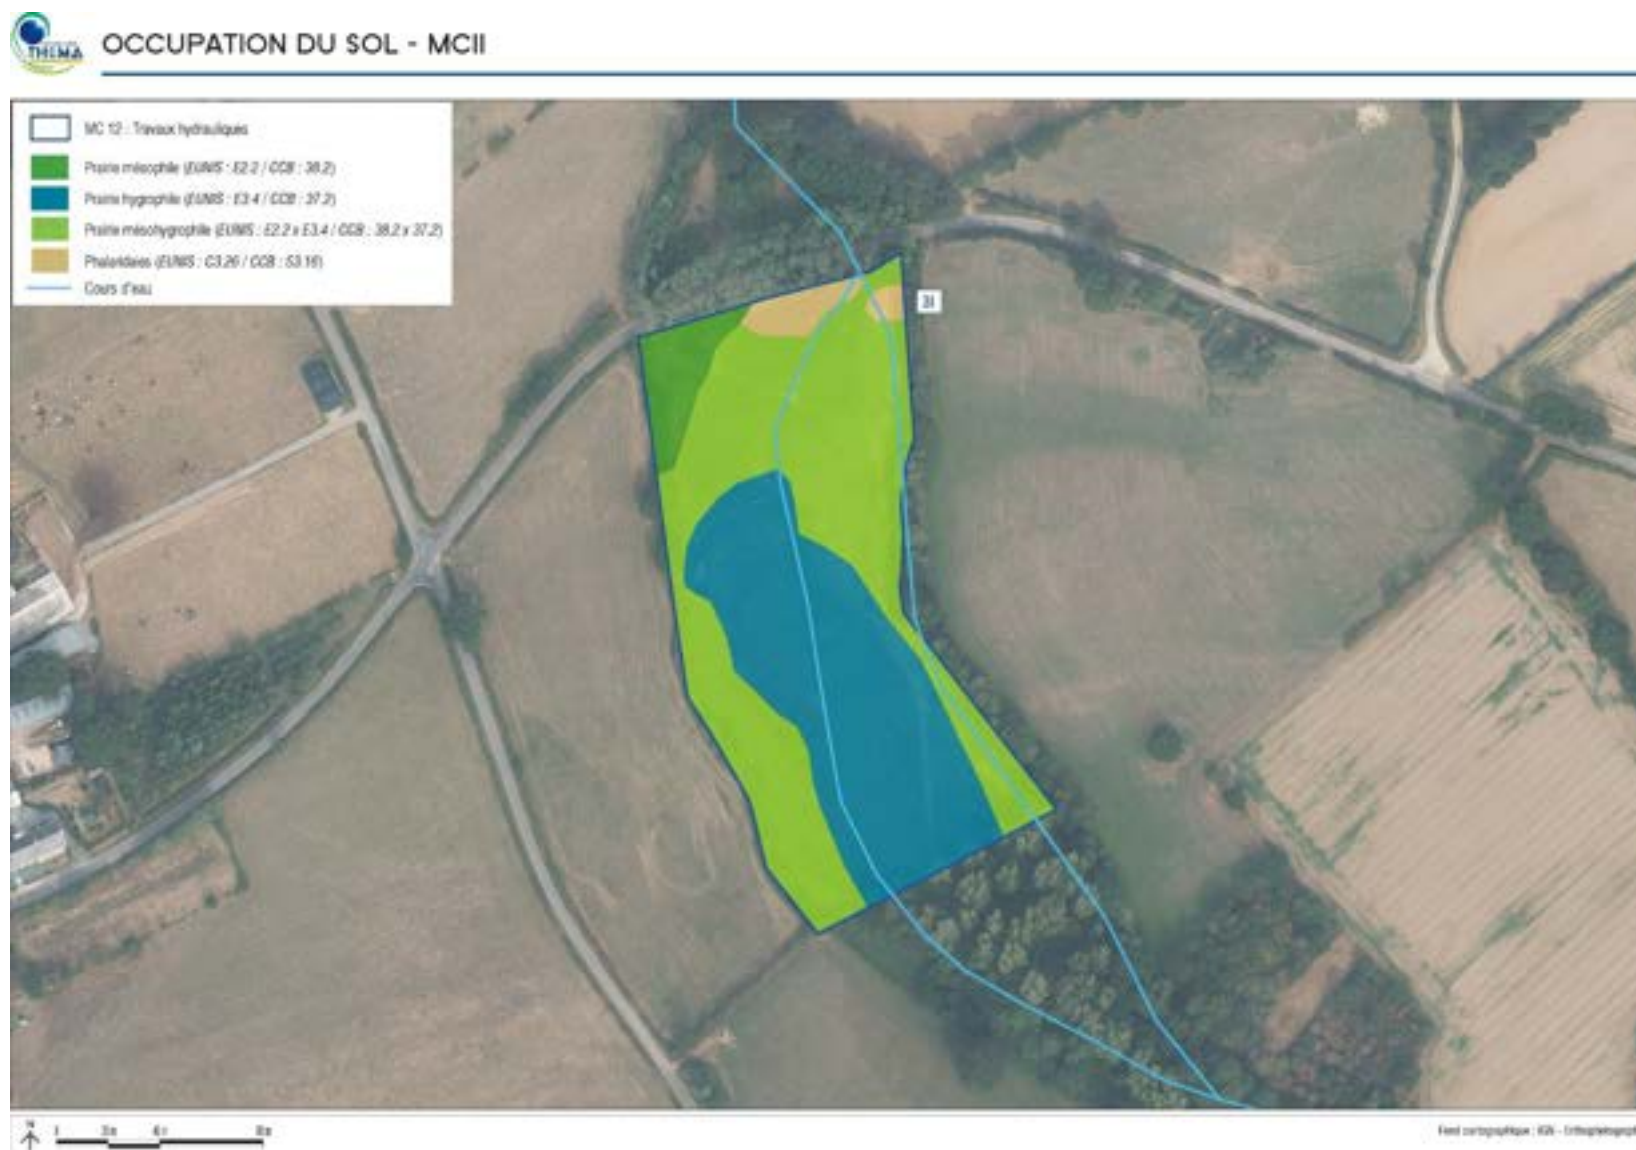 THEMA
OCCUPATION DU SOL - MC11
MC 12 : Travaux hydrauliques
Prairie mésophile (EUNIS : E2.2 / CCB : 38.2)
Prairie hygrophile (EUNIS : E3.4 / CCB : 37.2)
Prairie mésohygrophile (EUNIS : E2.2 x E3.4 / CCB : 38.2 x 37.2)
Phalaridaies (EUNIS : C3.26 / CCB : 53.16)
Cours d'eau
31
N
Fond cartographique : IGN -